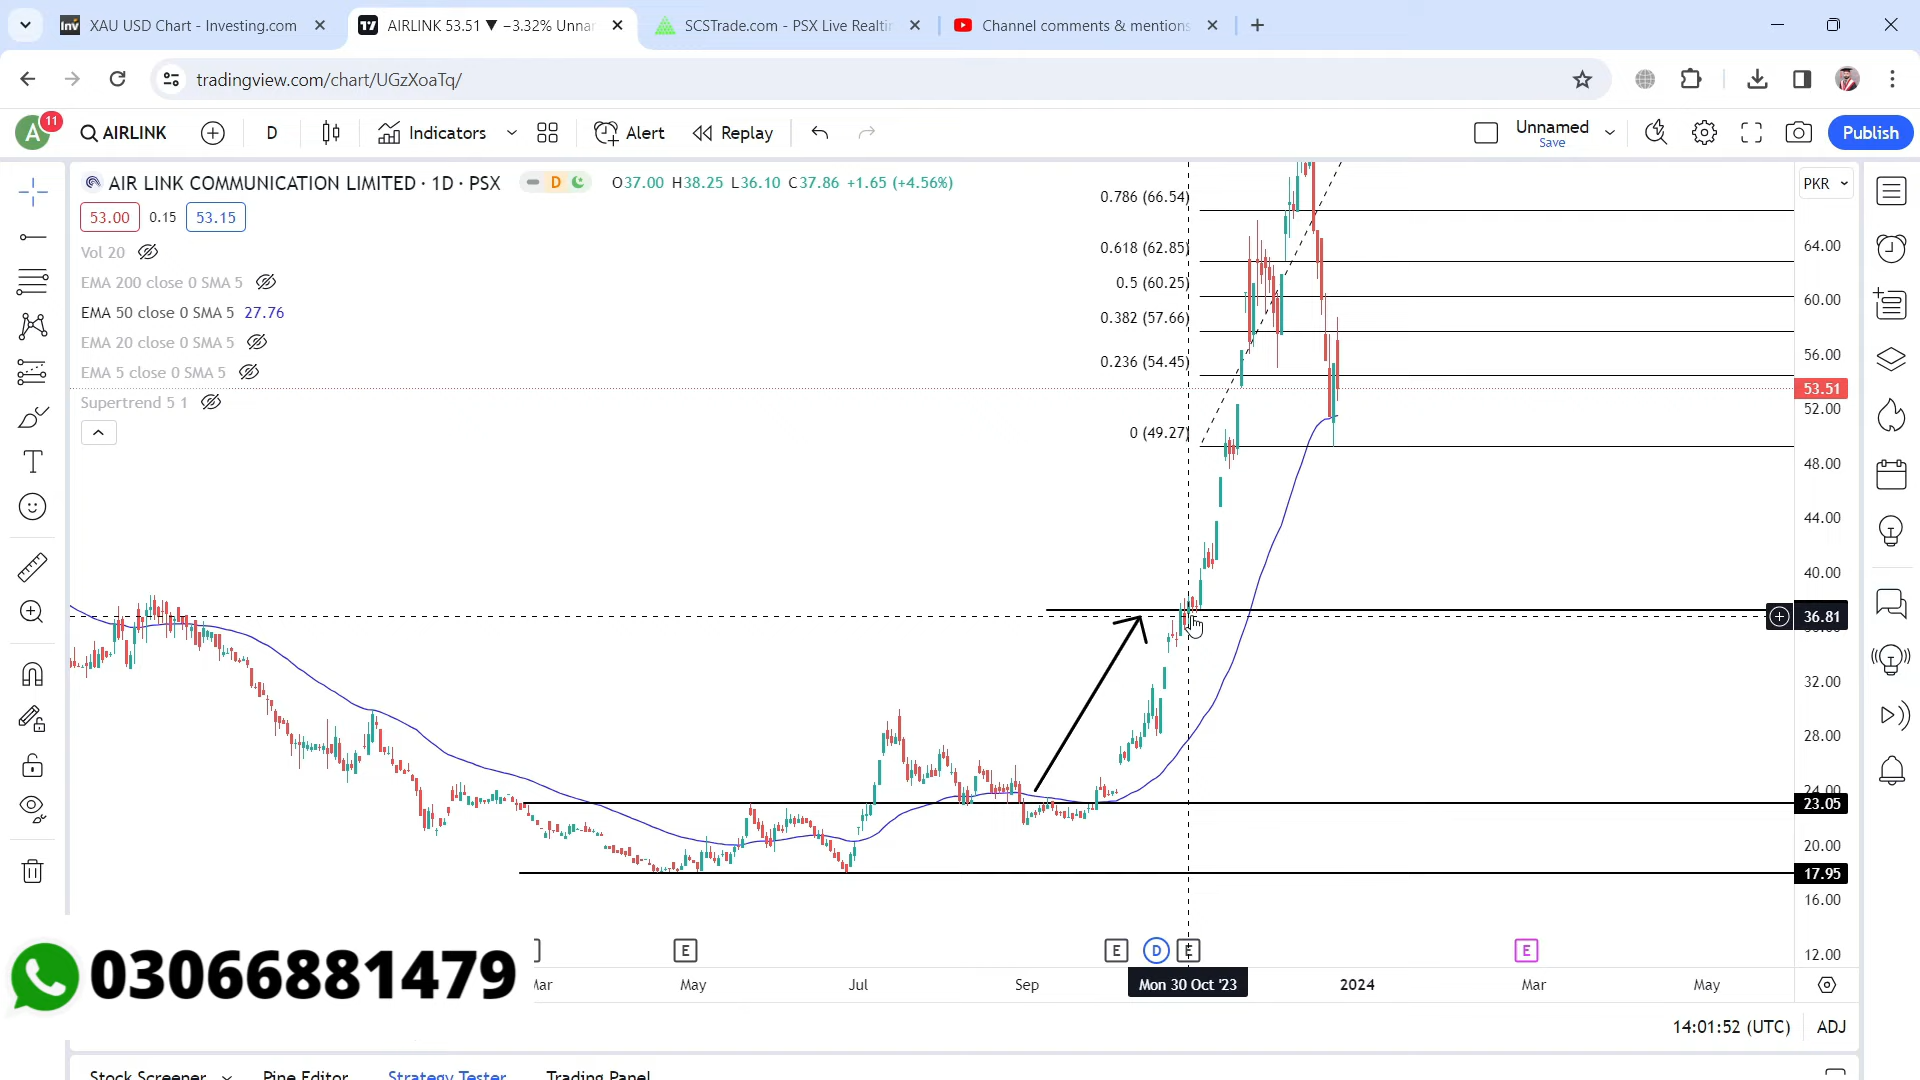 XAU USD Chart - Investing.com
AIRLINK 53.51 ▼ −3.32% Unnar
SCSTrade.com - PSX Live Realti
Channel comments & mentions
tradingview.com/chart/UGzXoaTq/
A 11
AIRLINK
D
Indicators
Alert
Replay
Unnamed
Save
Publish
AIR LINK COMMUNICATION LIMITED · 1D · PSX
D
O37.00 H38.25 L36.10 C37.86 +1.65 (+4.56%)
PKR
53.00 0.15 53.15
Vol 20
EMA 200 close 0 SMA 5
EMA 50 close 0 SMA 5 27.76
EMA 20 close 0 SMA 5
EMA 5 close 0 SMA 5
Supertrend 5 1
0.786 (66.54)
0.618 (62.85)
0.5 (60.25)
0.382 (57.66)
0.236 (54.45)
0 (49.27)
64.00
60.00
56.00
53.51
52.00
48.00
44.00
40.00
36.81
32.00
28.00
24.00
23.05
20.00
17.95
16.00
12.00
E E D E E
03066881479
Mar May Jul Sep Mon 30 Oct '23 2024 Mar May
14:01:52 (UTC) ADJ
Stock Screener Pine Editor Strategy Tester Trading Panel